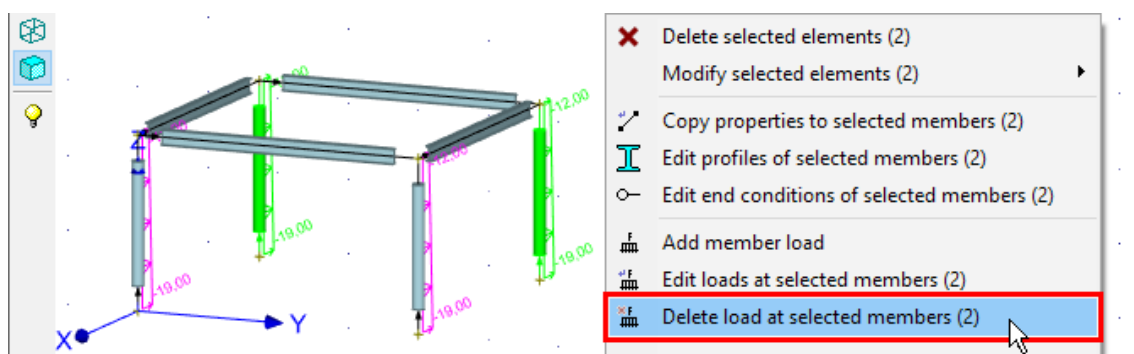 Delete selected elements (2)
Modify selected elements (2)
Copy properties to selected members (2)
Edit profiles of selected members (2)
Edit end conditions of selected members (2)
Add member load
Edit loads at selected members (2)
Delete load at selected members (2)
-12,00
-12,00
-19,00
-19,00
-19,00
-19,00
Z
X
Y